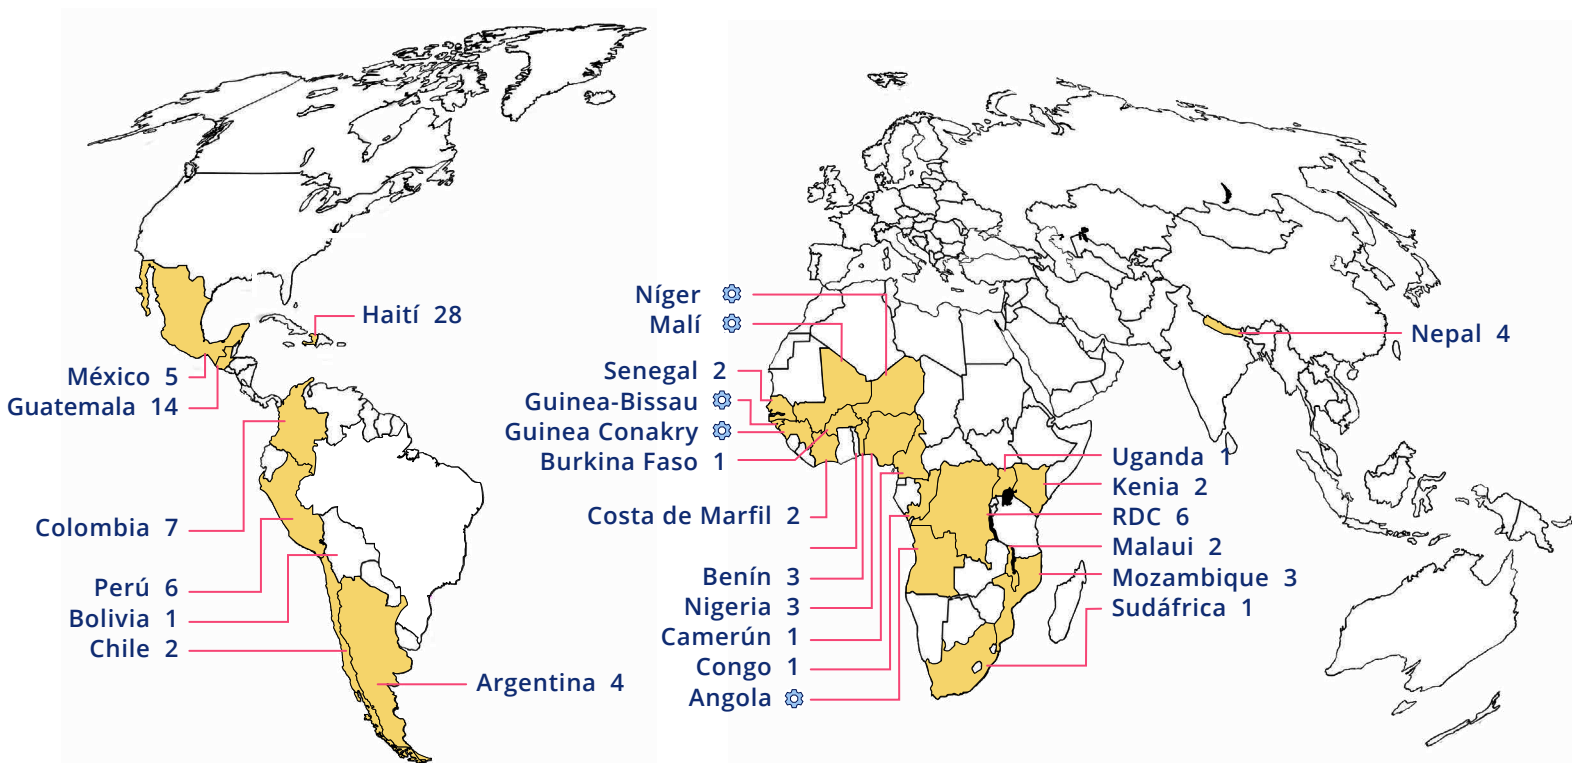 Haití 28
México 5
Guatemala 14
Colombia 7
Perú 6
Bolivia 1
Chile 2
Argentina 4
Níger
Malí
Senegal 2
Guinea-Bissau
Guinea Conakry
Burkina Faso 1
Costa de Marfil 2
Benín 3
Nigeria 3
Camerún 1
Congo 1
Angola
Uganda 1
Kenia 2
RDC 6
Malaui 2
Mozambique 3
Sudáfrica 1
Nepal 4